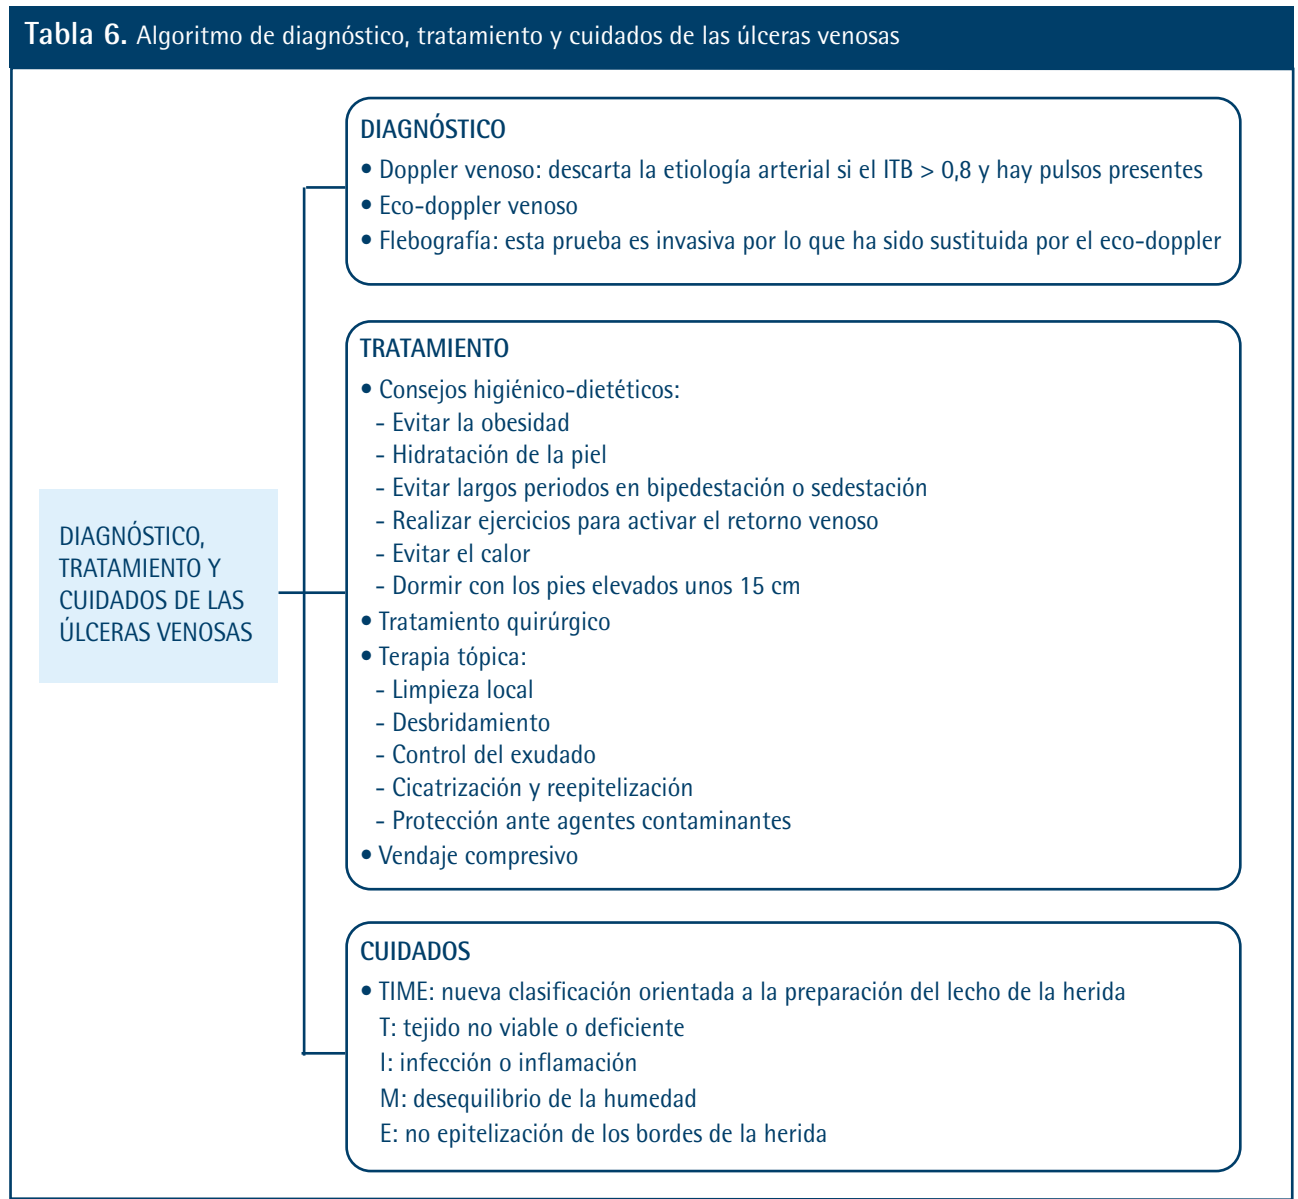 Tabla 6. Algoritmo de diagnóstico, tratamiento y cuidados de las úlceras venosas
DIAGNÓSTICO,
TRATAMIENTO Y
CUIDADOS DE LAS
ÚLCERAS VENOSAS
DIAGNÓSTICO
• Doppler venoso: descarta la etiología arterial si el ITB > 0,8 y hay pulsos presentes
• Eco-doppler venoso
• Flebografía: esta prueba es invasiva por lo que ha sido sustituida por el eco-doppler
TRATAMIENTO
• Consejos higiénico-dietéticos:
- Evitar la obesidad
- Hidratación de la piel
- Evitar largos periodos en bipedestación o sedestación
- Realizar ejercicios para activar el retorno venoso
- Evitar el calor
- Dormir con los pies elevados unos 15 cm
• Tratamiento quirúrgico
• Terapia tópica:
- Limpieza local
- Desbridamiento
- Control del exudado
- Cicatrización y reepitelización
- Protección ante agentes contaminantes
• Vendaje compresivo
CUIDADOS
• TIME: nueva clasificación orientada a la preparación del lecho de la herida
T: tejido no viable o deficiente
I: infección o inflamación
M: desequilibrio de la humedad
E: no epitelización de los bordes de la herida